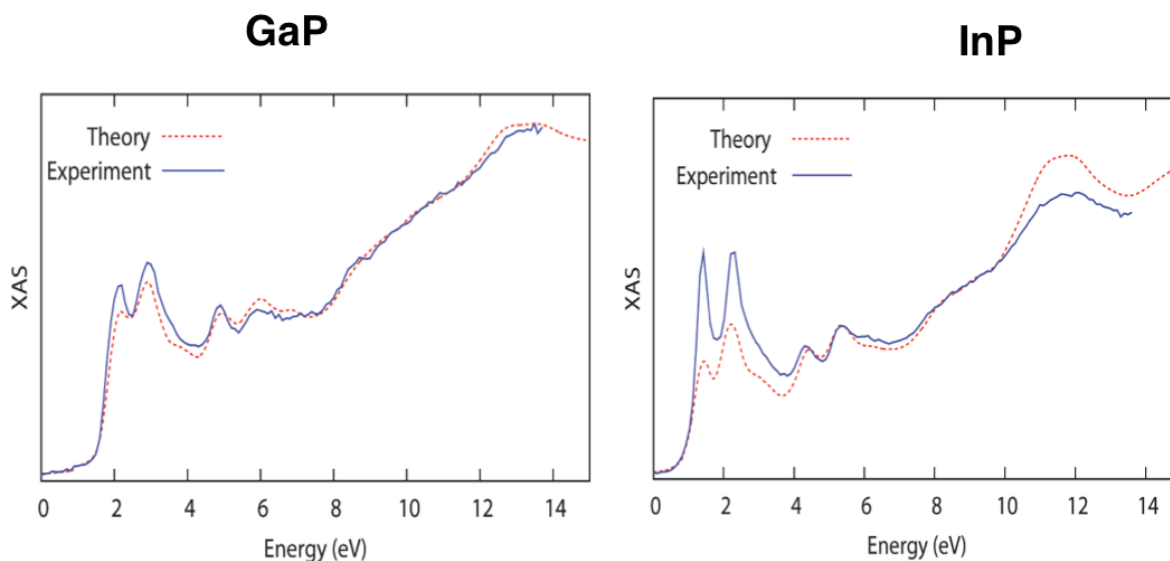 GaP
InP
Theory
Experiment
XAS
0 2 4 6 8 10 12 14
Energy (eV)
Theory
Experiment
XAS
0 2 4 6 8 10 12 14
Energy (eV)